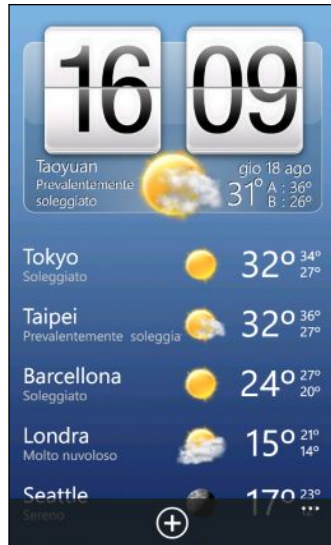 16 09
Taoyuan
Prevalentemente
soleggiato
gio 18 ago
31° A : 36°
B : 26°
Tokyo
Soleggiato
32° 34°
27°
Taipei
Prevalentemente soleggia
32° 36°
27°
Barcellona
Soleggiato
24° 27°
20°
Londra
Molto nuvoloso
15° 21°
14°
Seattle
Sereno
17° 23°
12°